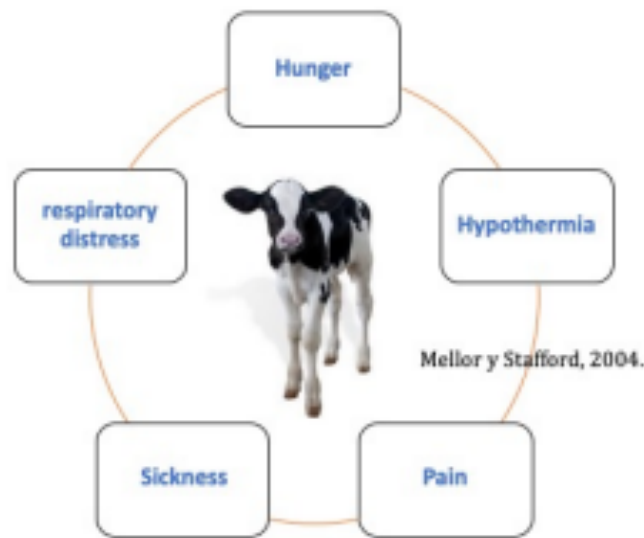 Hunger
respiratory
distress
Hypothermia
Mellor y Stafford, 2004.
Sickness
Pain